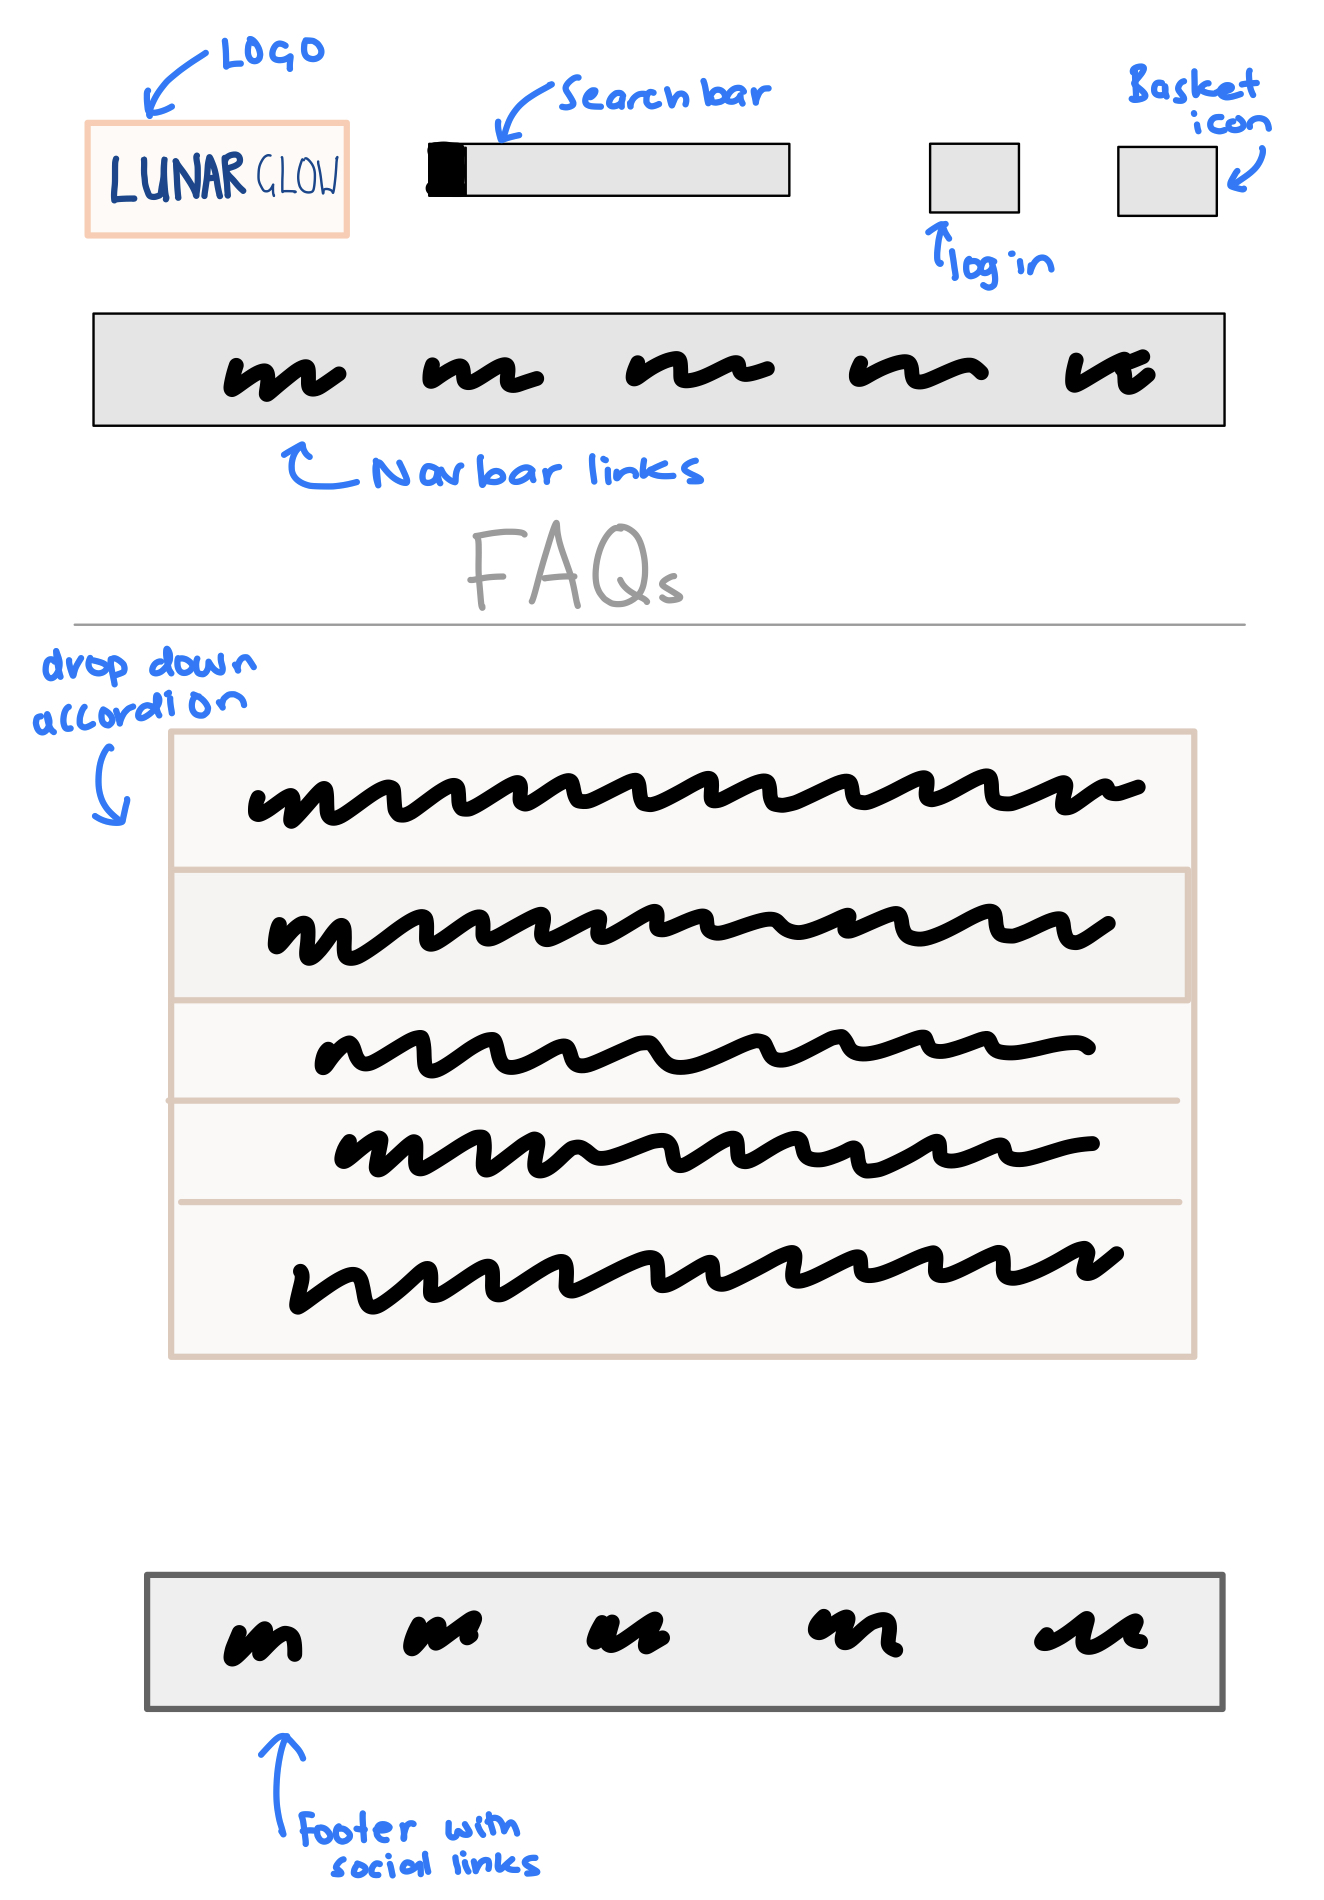 LOGO
Search bar
Basket
icon
LUNAR GLOW
log in
Navbar links
FAQs
drop down
accordion
Footer with
social links